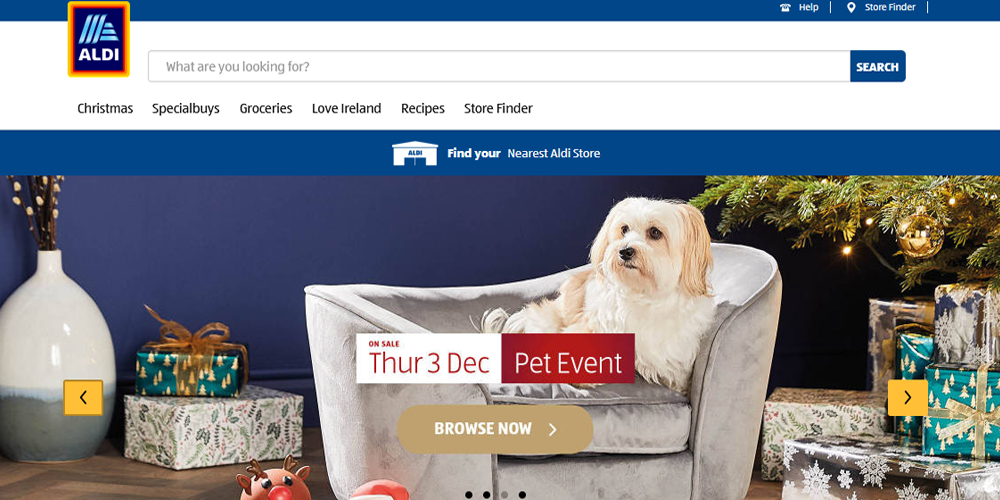 Help Store Finder
ALDI
What are you looking for? SEARCH
Christmas Specialbuys Groceries Love Ireland Recipes Store Finder
ALDI Find your Nearest Aldi Store
ON SALE
Thur 3 Dec Pet Event
BROWSE NOW